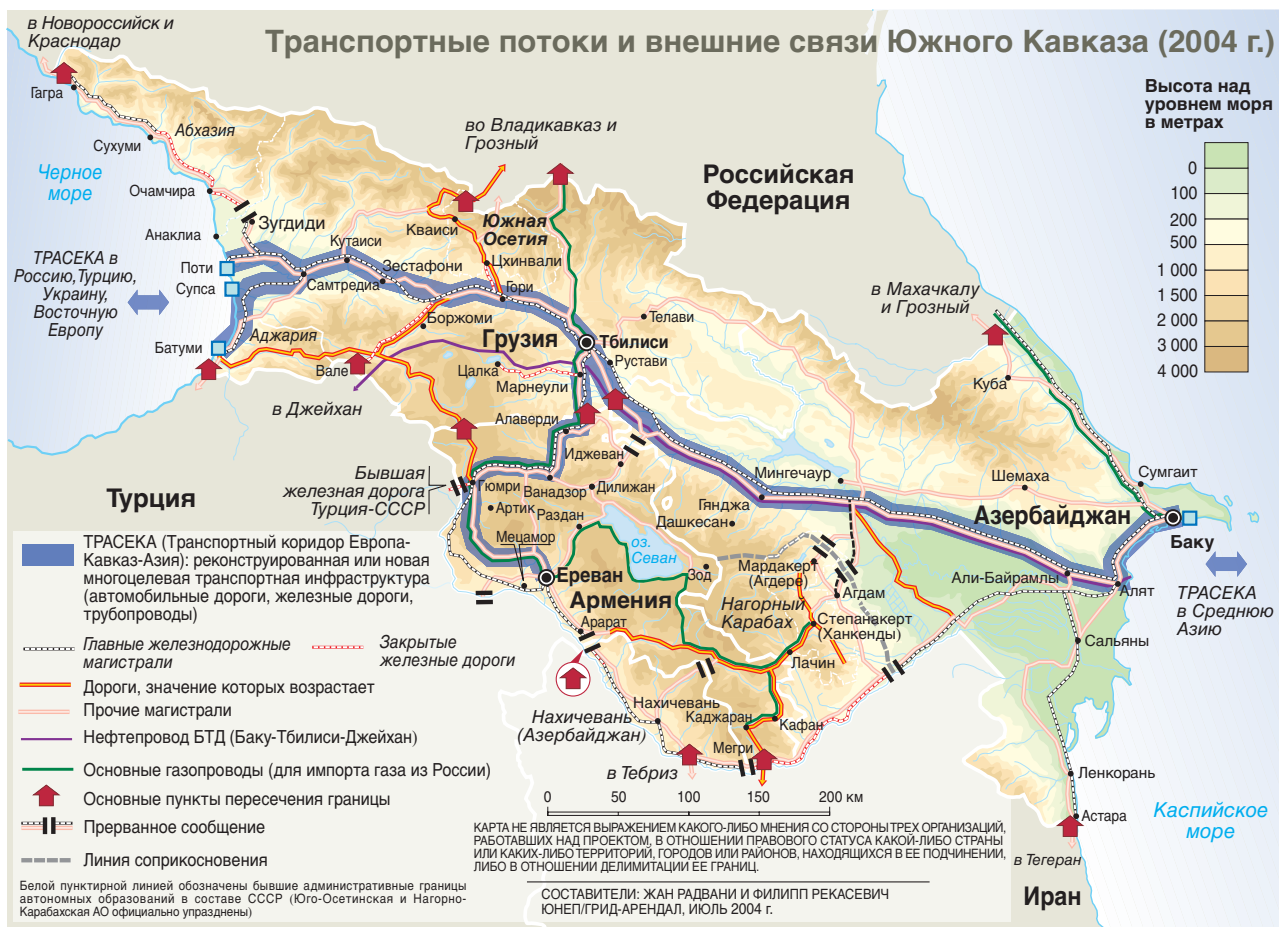 в Новороссийск и
Краснодар
Транспортные потоки и внешние связи Южного Кавказа (2004 г.)
Высота над
уровнем моря
в метрах
0
100
200
500
1 000
1 500
2 000
3 000
4 000
Гагра
Абхазия
Сухуми
во Владикавказ и
Грозный
Российская
Федерация
Черное
море
Очамчира
Зугдиди
Анаклиа
Кваиси
Южная
Осетия
Кутаиси
Цхинвали
Зестафони
ТРАСЕКА в
Россию,Турцию,
Украину,
Восточную
Европу
Поти
Супса
Самтредиа
Гори
в Махачкалу
и Грозный
Телави
Боржоми
Аджария
Грузия
Тбилиси
Батуми
Рустави
Вале
Цалка
Марнеули
Куба
в Джейхан
Алаверди
Иджеван
Бывшая
железная дорога
Турция-СССР
Турция
Гюмри
Ванадзор
Дилижан
Мингечаур
Шемаха
Сумгаит
Артик
Раздан
Гянджа
Дашкесан
Азербайджан
Баку
Мецамор
оз.
Севан
Ереван
Зод
Мардакерт
(Агдере)
Али-Байрамлы
Алят
Армения
Нагорный
Карабах
Агдам
ТРАСЕКА
в Среднюю
Азию
Арарат
Степанакерт
(Ханкенды)
Сальяны
Лачин
Нахичевань
Нахичевань
(Азербайджан)
Каджаран
Кафан
Мегри
в Тебриз
Ленкорань
Астара
Каспийское
море
в Тегеран
Иран
ТРАСЕКА (Транспортный коридор Европа-
Кавказ-Азия): реконструированная или новая
многоцелевая транспортная инфраструктура
(автомобильные дороги, железные дороги,
трубопроводы)
Главные железнодорожные
магистрали
Закрытые
железные дороги
Дороги, значение которых возрастает
Прочие магистрали
Нефтепровод БТД (Баку-Тбилиси-Джейхан)
Основные газопроводы (для импорта газа из России)
Основные пункты пересечения границы
Прерванное сообщение
Линия соприкосновения
Белой пунктирной линией обозначены бывшие административные границы
автономных образований в составе СССР (Юго-Осетинская и Нагорно-
Карабахская АО официально упразднены)
0 50 100 150 200 км
КАРТА НЕ ЯВЛЯЕТСЯ ВЫРАЖЕНИЕМ КАКОГО-ЛИБО МНЕНИЯ СО СТОРОНЫ ТРЕХ ОРГАНИЗАЦИЙ,
РАБОТАВШИХ НАД ПРОЕКТОМ, В ОТНОШЕНИИ ПРАВОВОГО СТАТУСА КАКОЙ-ЛИБО СТРАНЫ
ИЛИ КАКИХ-ЛИБО ТЕРРИТОРИЙ, ГОРОДОВ ИЛИ РАЙОНОВ, НАХОДЯЩИХСЯ В ЕЕ ПОДЧИНЕНИИ,
ЛИБО В ОТНОШЕНИИ ДЕЛИМИТАЦИИ ЕЕ ГРАНИЦ.
СОСТАВИТЕЛИ: ЖАН РАДВАНИ И ФИЛИПП РЕКАСЕВИЧ
ЮНЕП/ГРИД-АРЕНДАЛ, ИЮЛЬ 2004 г.